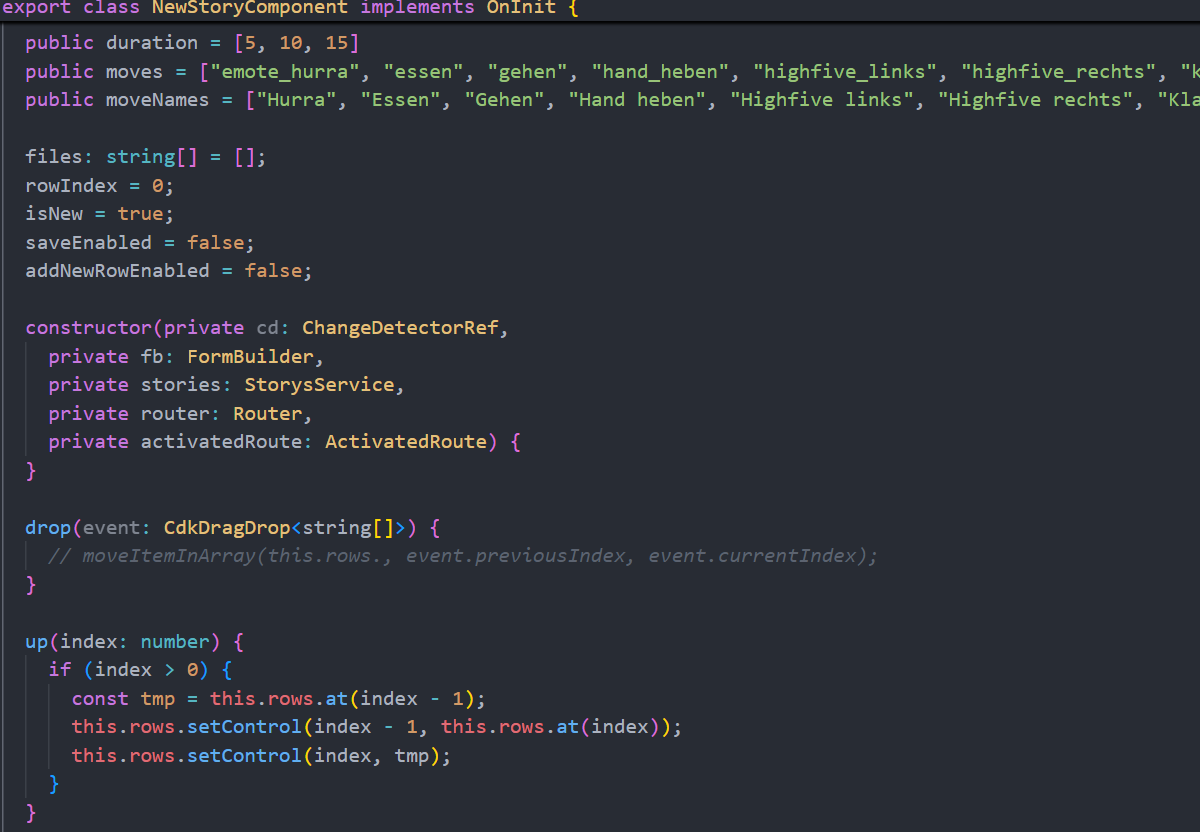 export class NewStoryComponent implements OnInit {
public duration = [5, 10, 15]
public moves = ["emote_hurra", "essen", "gehen", "hand_heben", "highfive_links", "highfive_rechts", "k
public moveNames = ["Hurra", "Essen", "Gehen", "Hand heben", "Highfive links", "Highfive rechts", "Kla
files: string[] = [];
rowIndex = 0;
isNew = true;
saveEnabled = false;
addNewRowEnabled = false;
constructor(private cd: ChangeDetectorRef,
private fb: FormBuilder,
private stories: StorysService,
private router: Router,
private activatedRoute: ActivatedRoute) {
}
drop(event: CdkDragDrop<string[]>) {
// moveItemInArray(this.rows., event.previousIndex, event.currentIndex);
}
up(index: number) {
if (index > 0) {
const tmp = this.rows.at(index - 1);
this.rows.setControl(index - 1, this.rows.at(index));
this.rows.setControl(index, tmp);
}
}